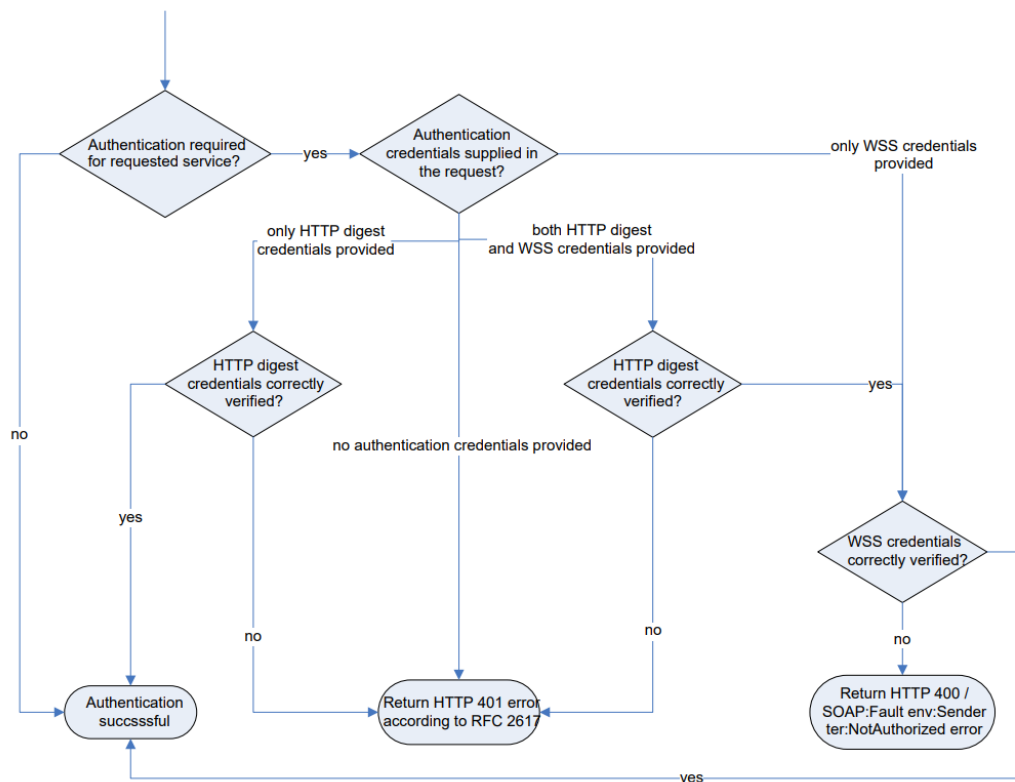 Authentication required
for requested service?
yes
Authentication
credentials supplied in
the request?
only WSS credentials
provided
only HTTP digest
credentials provided
both HTTP digest
and WSS credentials provided
HTTP digest
credentials correctly
verified?
HTTP digest
credentials correctly
verified?
yes
no
no authentication credentials provided
yes
WSS credentials
correctly verified?
no
no
no
Authentication
succsssful
Return HTTP 401 error
according to RFC 2617
Return HTTP 400 /
SOAP:Fault env:Sender
ter:NotAuthorized error
yes